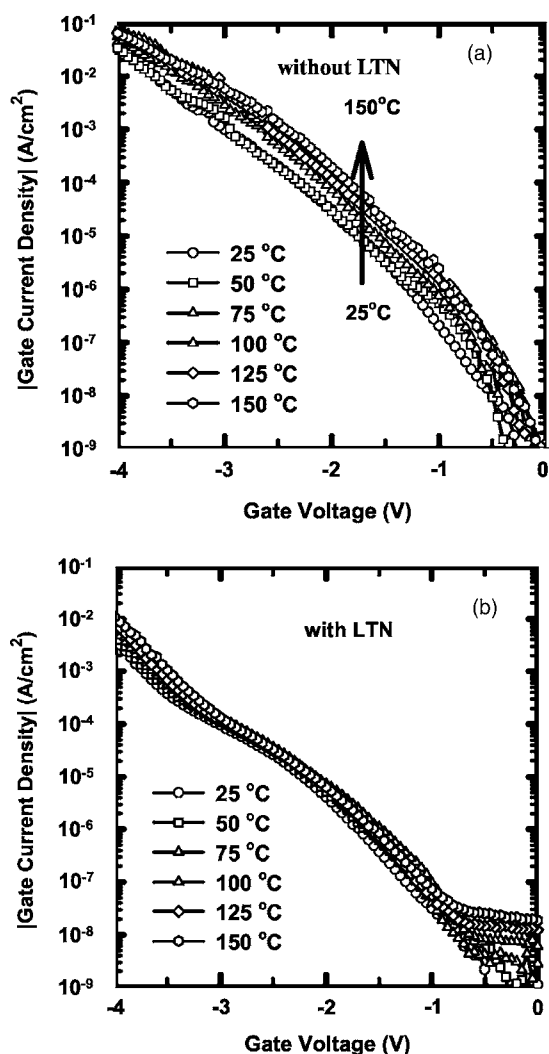 10⁻¹
(a)
without LTN
10⁻²
150°C
10⁻³
10⁻⁴
10⁻⁵
25 °C
50 °C
10⁻⁶
75 °C
25°C
100 °C
10⁻⁷
125 °C
10⁻⁸
150 °C
10⁻⁹
-4 -3 -2 -1 0
Gate Voltage (V)
|Gate Current Density| (A/cm²)
10⁻¹
(b)
with LTN
10⁻²
10⁻³
10⁻⁴
10⁻⁵
25 °C
50 °C
10⁻⁶
75 °C
100 °C
10⁻⁷
125 °C
10⁻⁸
150 °C
10⁻⁹
-4 -3 -2 -1 0
Gate Voltage (V)
|Gate Current Density| (A/cm²)